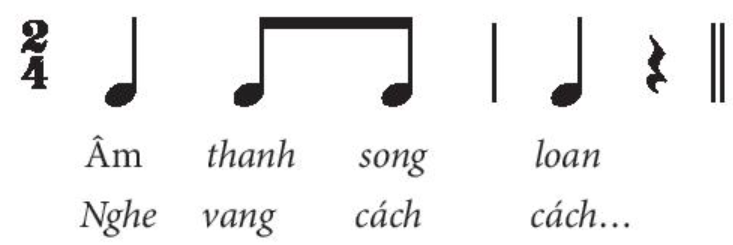 2
4
Âm thanh song loan
Nghe vang cách cách...